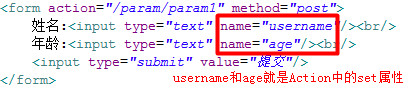 <form action="/param/param1" method="post">
姓名:<input type="text" name="username"/><br/>
年龄:<input type="text" name="age"/><br/>
<input type="submit" value="提交"/>
</form>
username和age就是Action中的set属性